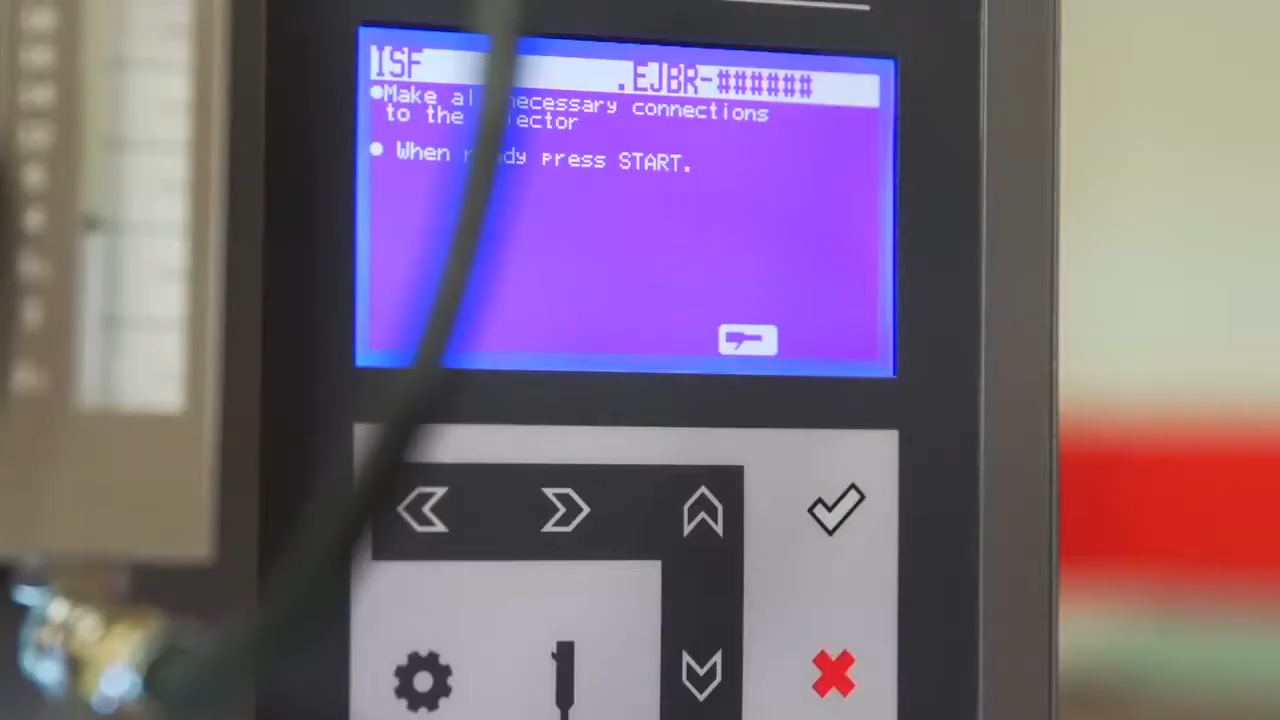 ISF .EJBR-######
●Make al necessary connections
to the ector
● When r dy press START.